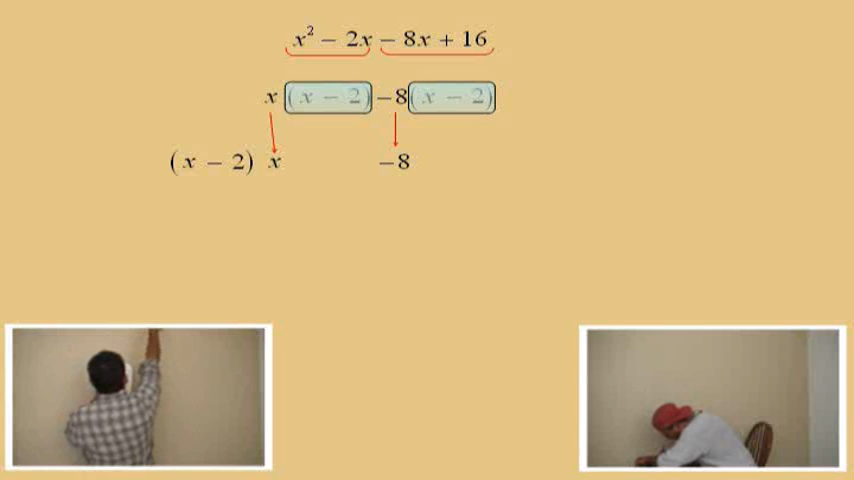 x² − 2x − 8x + 16
x (x − 2) −8 (x − 2)
(x − 2) x −8